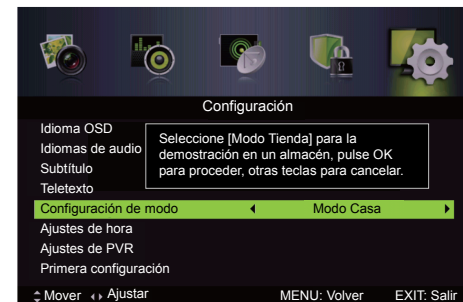 Configuración
Idioma OSD
Idiomas de audio
Subtítulo
Teletexto
Seleccione [Modo Tienda] para la
demostración en un almacén, pulse OK
para proceder, otras teclas para cancelar.
Configuración de modo Modo Casa
Ajustes de hora
Ajustes de PVR
Primera configuración
Mover Ajustar MENU: Volver EXIT: Salir